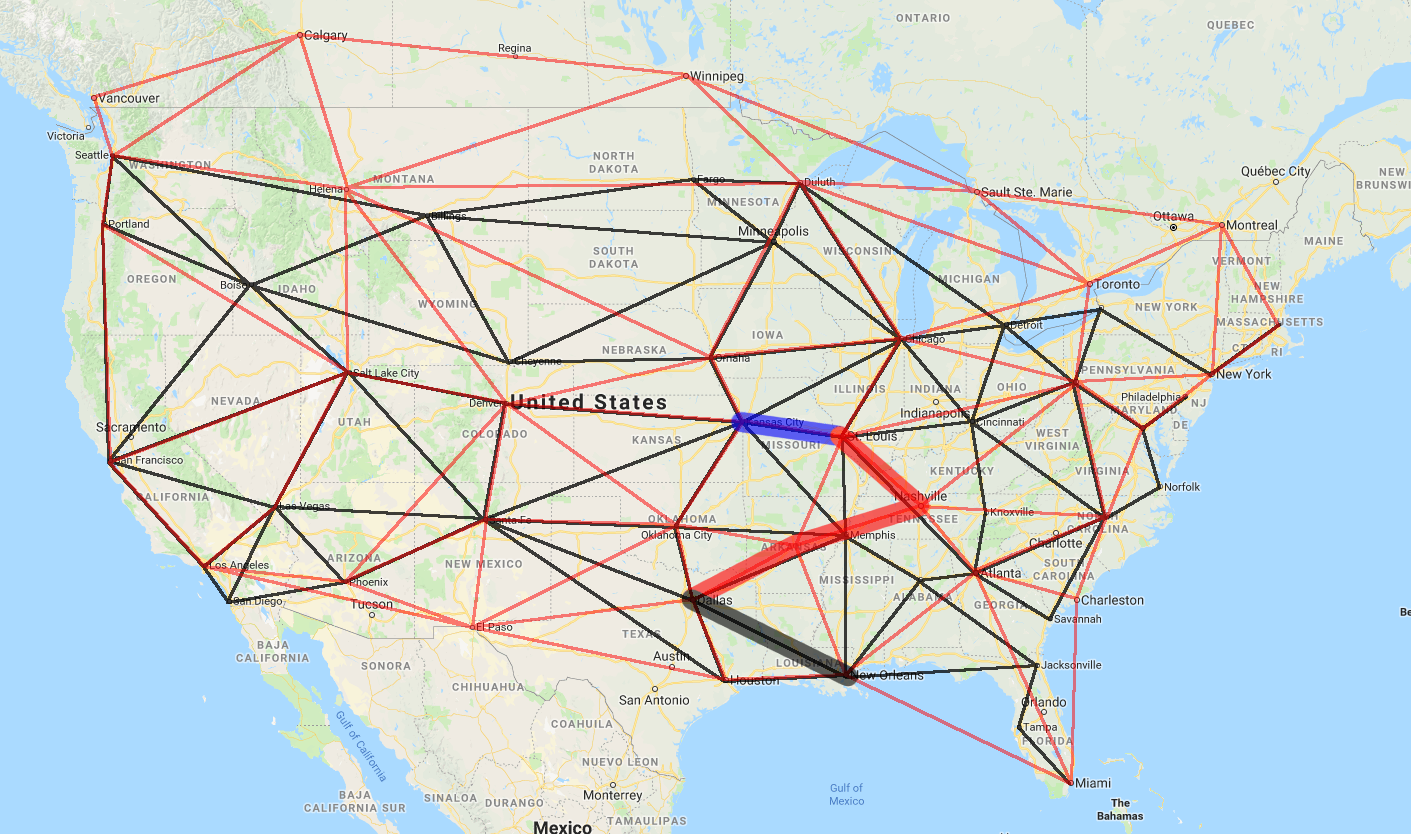 ONTARIO
QUEBEC
Calgary
Regina
Winnipeg
Vancouver
Victoria
Seattle
WASHINGTON
Helena
MONTANA
NORTH
DAKOTA
Fargo
Duluth
MINNESOTA
Sault Ste. Marie
Québec City
NEW
BRUNSWI
Ottawa
Montreal
MAINE
Portland
Billings
Minneapolis
SOUTH
DAKOTA
WISCONSIN
MICHIGAN
Toronto
VERMONT
NEW
HAMPSHIRE
OREGON
Boise
IDAHO
WYOMING
NEW YORK
MASSACHUSETTS
Detroit
CT
RI
IOWA
Chicago
Cheyenne
NEBRASKA
Omaha
Salt Lake City
PENNSYLVANIA
New York
ILLINOIS
INDIANA
OHIO
NEVADA
Denver
United States
Philadelphia
NJ
MARYLAND
DE
Indianapolis
Sacramento
COLORADO
KANSAS
Kansas City
MISSOURI
St. Louis
Cincinnati
WEST
VIRGINIA
San Francisco
KENTUCKY
VIRGINIA
CALIFORNIA
Norfolk
Las Vegas
Nashville
TENNESSEE
Knoxville
NORTH
CAROLINA
Santa Fe
OKLAHOMA
Oklahoma City
ARKANSAS
Memphis
Charlotte
ARIZONA
NEW MEXICO
Los Angeles
Phoenix
MISSISSIPPI
Atlanta
SOUTH
CAROLINA
San Diego
Tucson
Dallas
ALABAMA
GEORGIA
Charleston
Savannah
El Paso
TEXAS
BAJA
CALIFORNIA
SONORA
Austin
LOUISIANA
New Orleans
Jacksonville
CHIHUAHUA
San Antonio
Houston
Orlando
Gulf of California
COAHUILA
Tampa
FLORIDA
NUEVO LEON
Miami
BAJA
CALIFORNIA SUR
SINALOA
DURANGO
Monterrey
TAMAULIPAS
Gulf of
Mexico
The
Bahamas
Mexico
Be